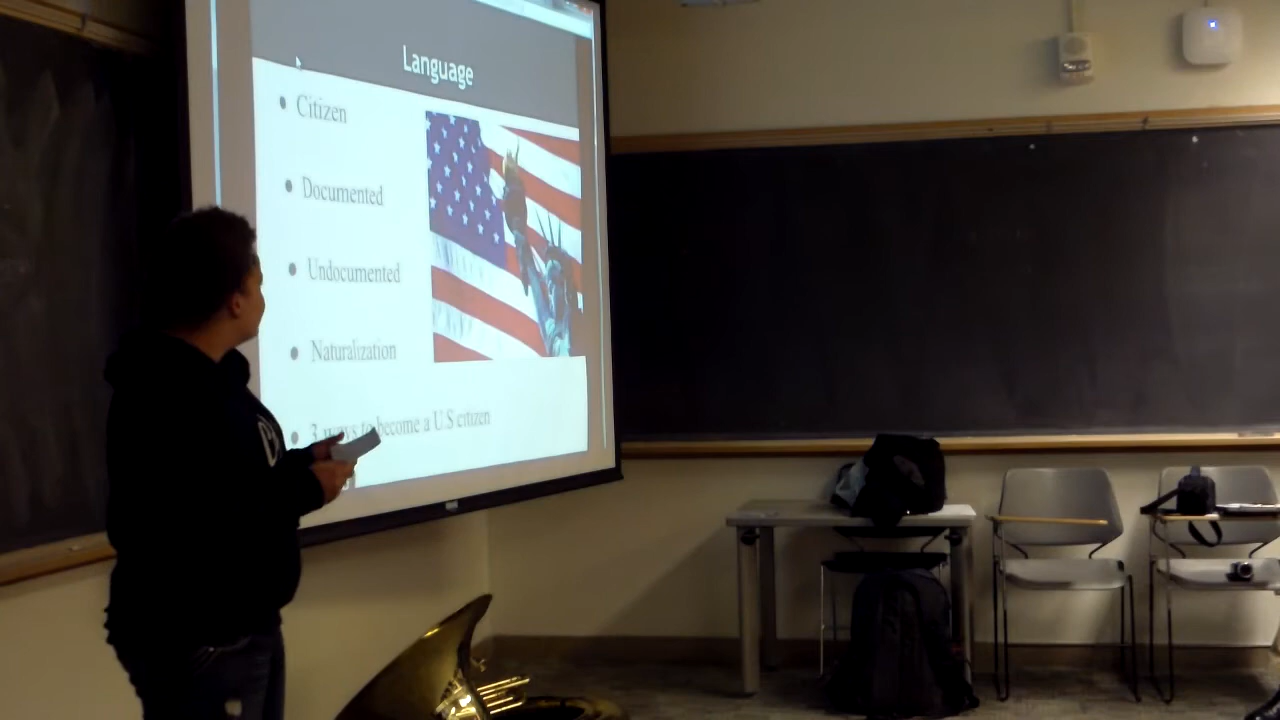 Language
Citizen
Documented
Undocumented
Naturalization
3 ways to become a U.S citizen